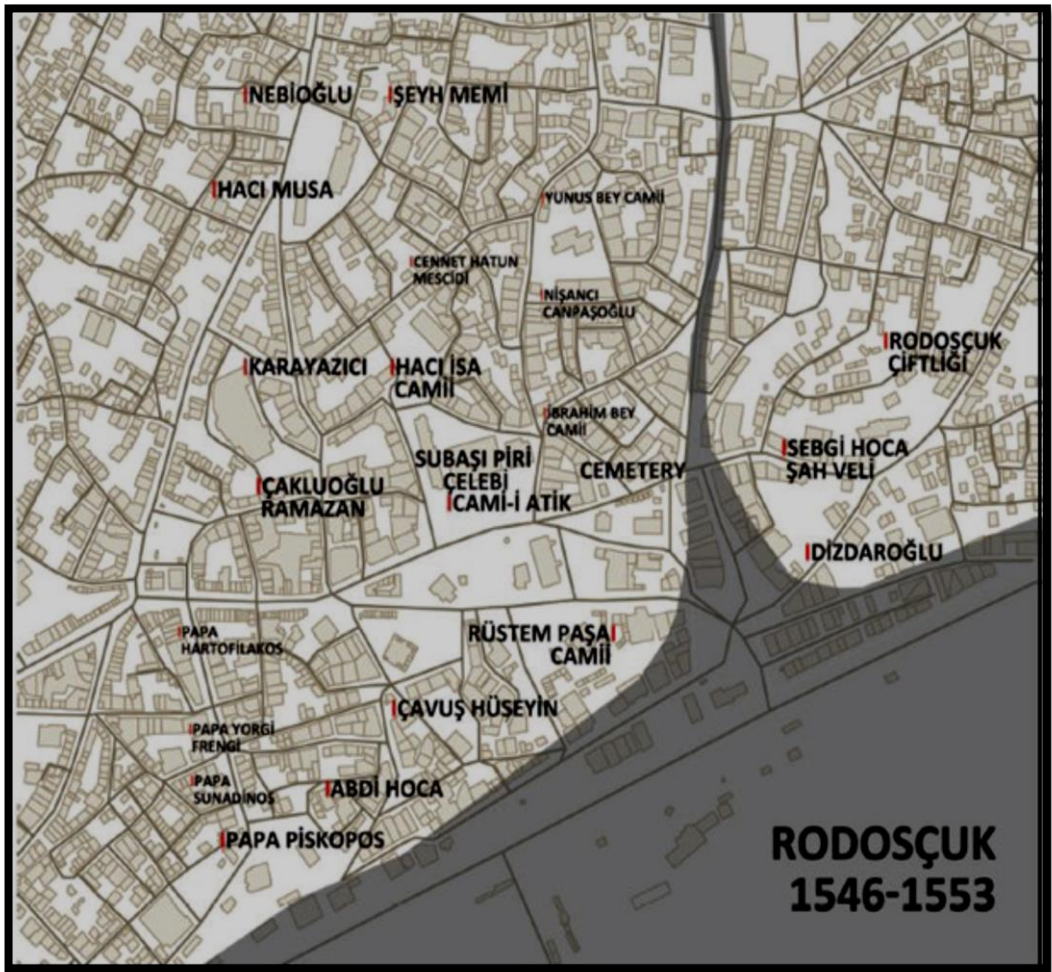 NEBİOĞLU
ŞEYH MEMİ
HACI MUSA
YUNUS BEY CAMİİ
CENNET HATUN
MESCİDİ
NİŞANCI
CANPAŞOĞLU
RODOSÇUK
ÇİFTLİĞİ
KARAYAZICI
HACI İSA
CAMİİ
İBRAHİM BEY
CAMİİ
SUBAŞI PİRİ
ÇELEBİ
CAMİ-İ ATİK
CEMETERY
SEBGİ HOCA
ŞAH VELİ
ÇAKLUOĞLU
RAMAZAN
DİZDAROĞLU
PAPA
HARTOFİLAKOS
RÜSTEM PAŞA
CAMİİ
ÇAVUŞ HÜSEYİN
PAPA YORGİ
FRENGİ
PAPA
SUNADİNOS
ABDİ HOCA
PAPA PİSKOPOS
RODOSÇUK
1546-1553